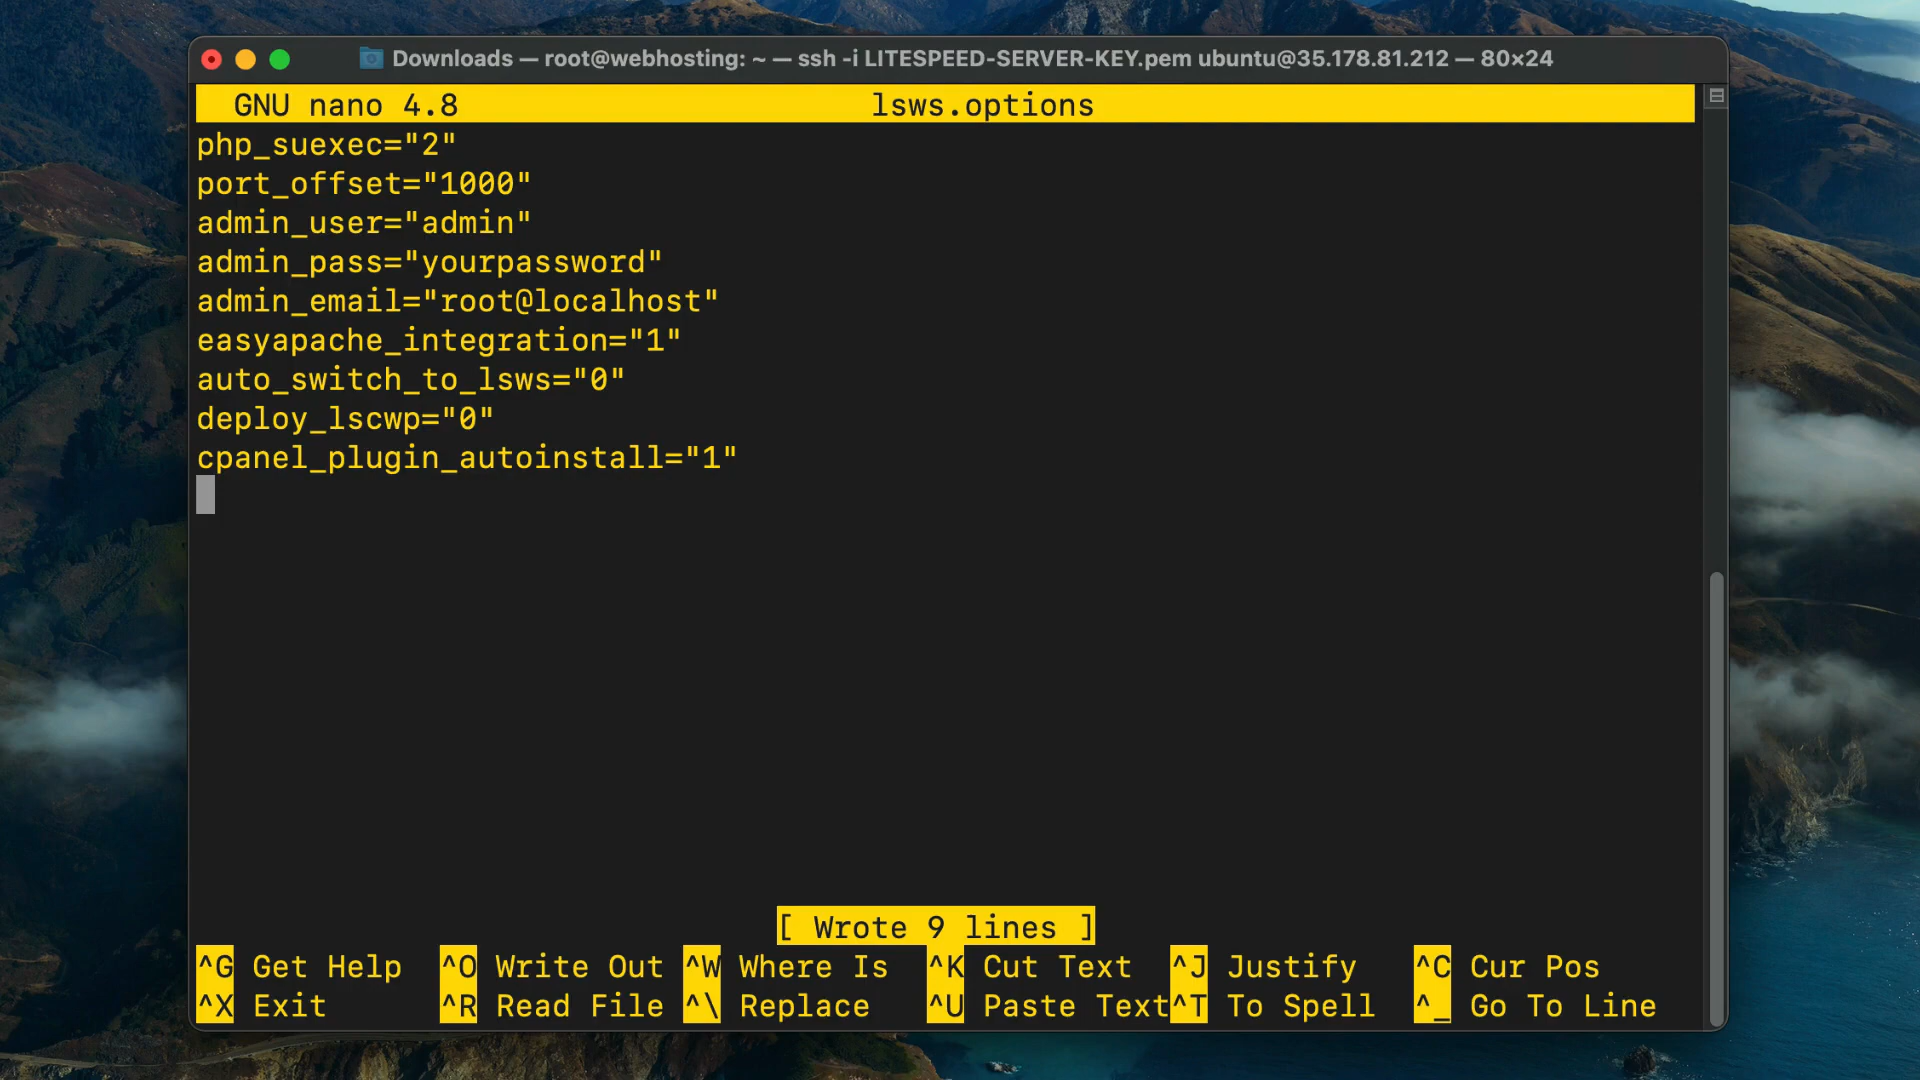 Downloads — root@webhosting: ~ — ssh -i LITESPEED-SERVER-KEY.pem ubuntu@35.178.81.212 — 80×24
GNU nano 4.8 lsws.options
php_suexec="2"
port_offset="1000"
admin_user="admin"
admin_pass="yourpassword"
admin_email="root@localhost"
easyapache_integration="1"
auto_switch_to_lsws="0"
deploy_lscwp="0"
cpanel_plugin_autoinstall="1"
[ Wrote 9 lines ]
^G Get Help ^O Write Out ^W Where Is ^K Cut Text ^J Justify ^C Cur Pos
^X Exit ^R Read File ^\ Replace ^U Paste Text ^T To Spell ^_ Go To Line